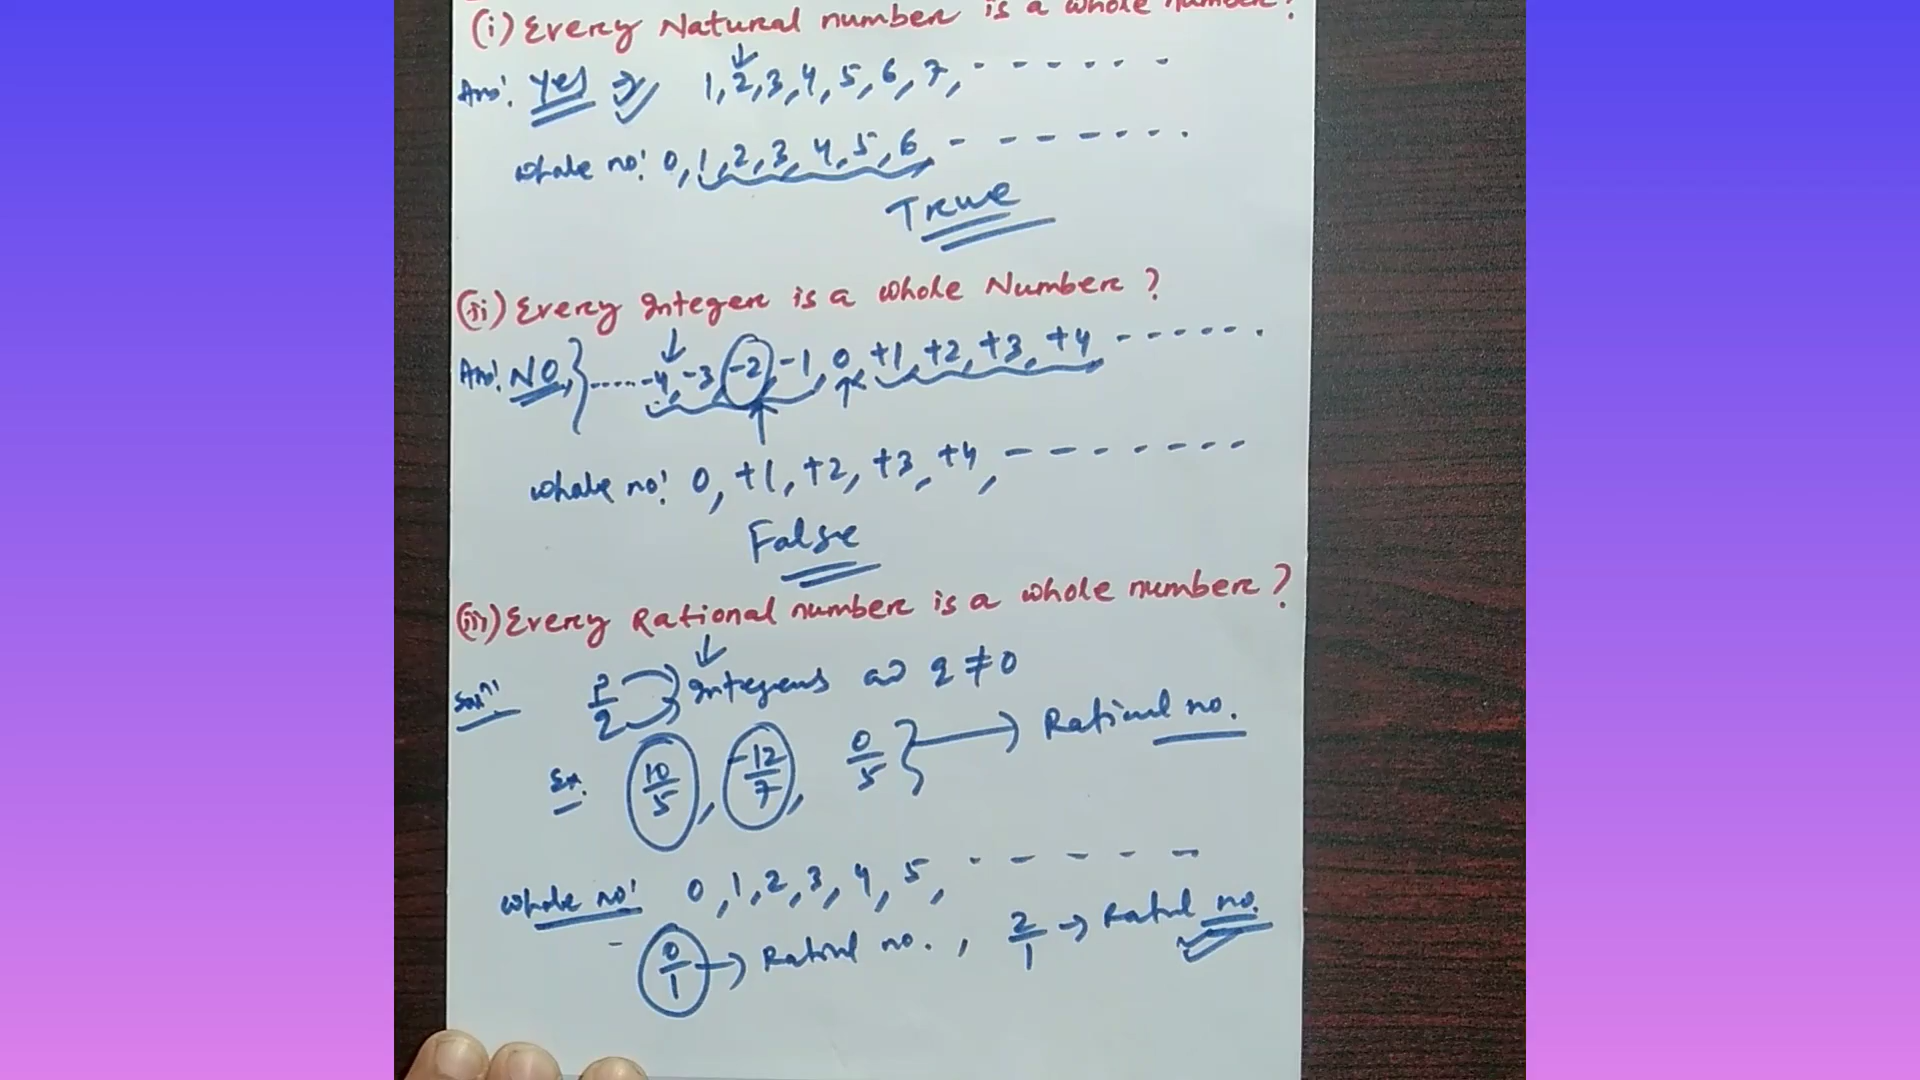 (i) Every Natural number is a whole number?
Ans: Yes ⇒ 1, 2, 3, 4, 5, 6, 7, - - - - - -
whole no: 0, 1, 2, 3, 4, 5, 6 - - - - - - - .
True
(ii) Every Integer is a whole Number?
Ans: NO, } ..... -4, -3, -2, -1, 0, +1, +2, +3, +4 - - - - - - .
whole no: 0, +1, +2, +3, +4, - - - - - - -
False
(iii) Every Rational number is a whole number?
Solⁿ: p/q Integers as q ≠ 0
Ex. 10/5, -12/7, 0/5 } → Rational no.
whole no: 0, 1, 2, 3, 4, 5, - - - - -
0/1 → Rational no. , 2/1 → Rational no.